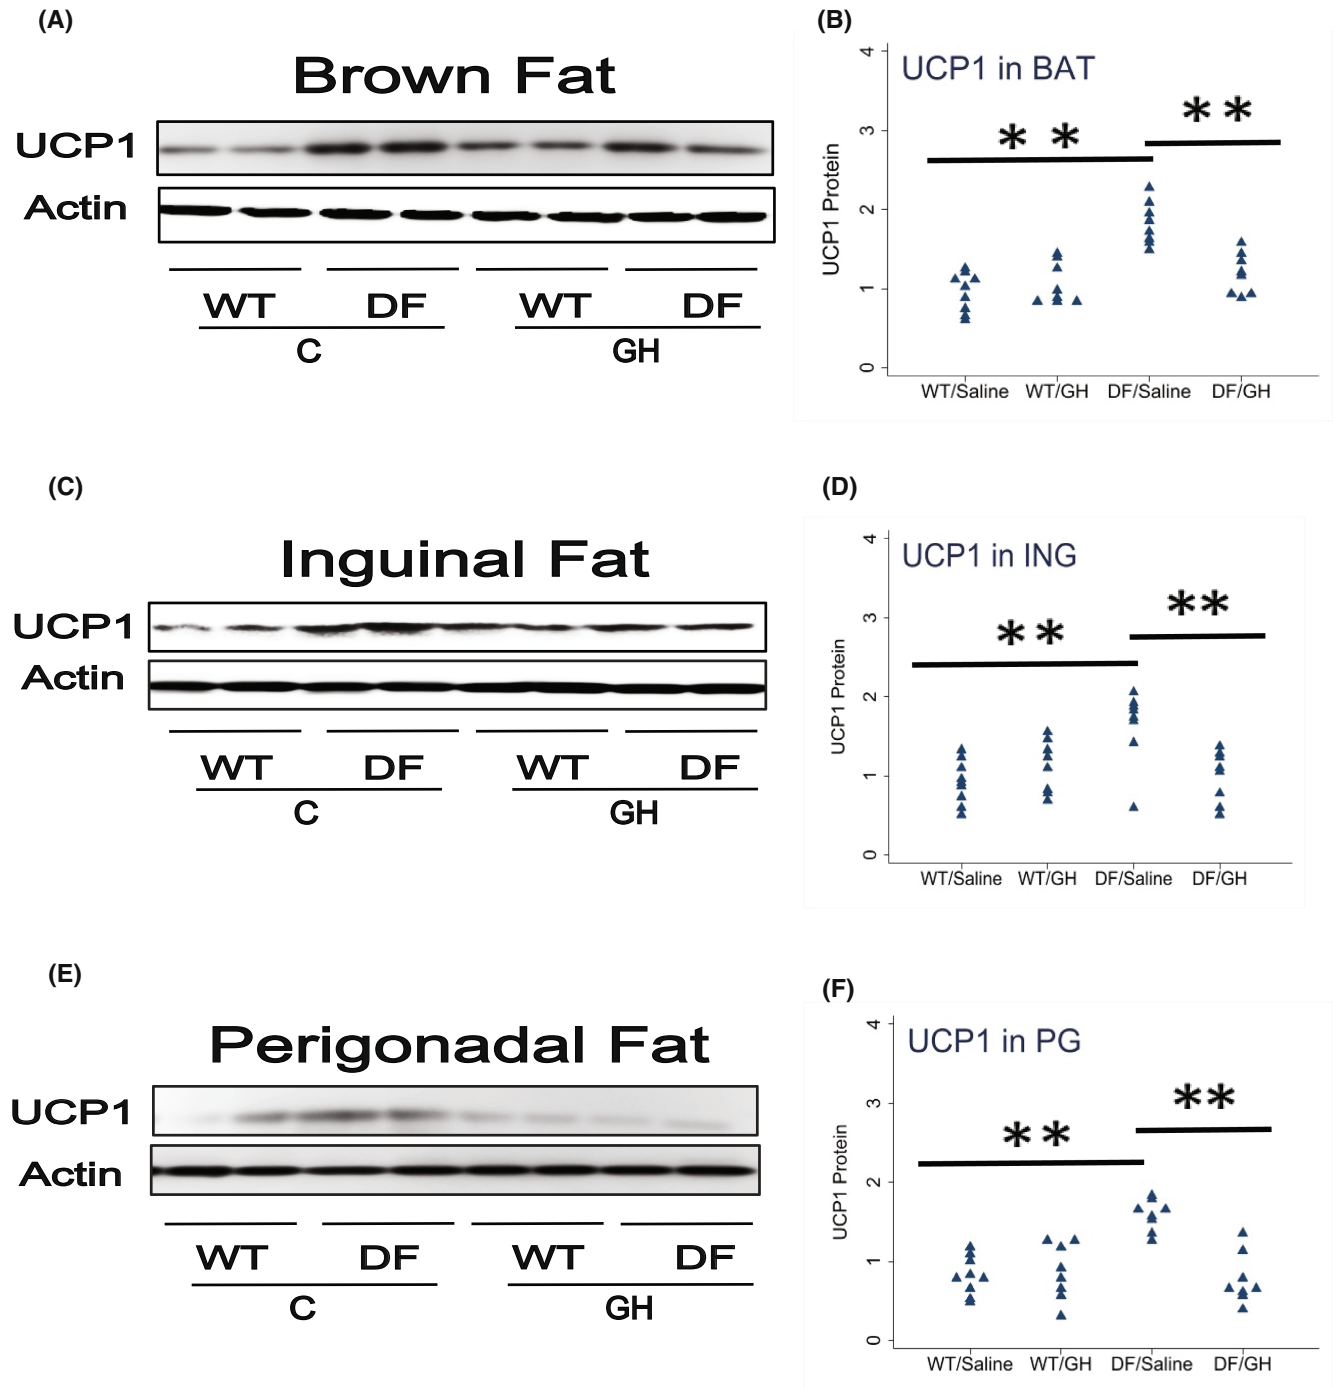 (A)
Brown Fat
UCP1
Actin
WT DF WT DF
C GH
(B)
UCP1 in BAT
** **
UCP1 Protein
4
3
2
1
0
WT/Saline WT/GH DF/Saline DF/GH
(C)
Inguinal Fat
UCP1
Actin
WT DF WT DF
C GH
(D)
UCP1 in ING
** **
UCP1 Protein
4
3
2
1
0
WT/Saline WT/GH DF/Saline DF/GH
(E)
Perigonadal Fat
UCP1
Actin
WT DF WT DF
C GH
(F)
UCP1 in PG
** **
UCP1 Protein
4
3
2
1
0
WT/Saline WT/GH DF/Saline DF/GH